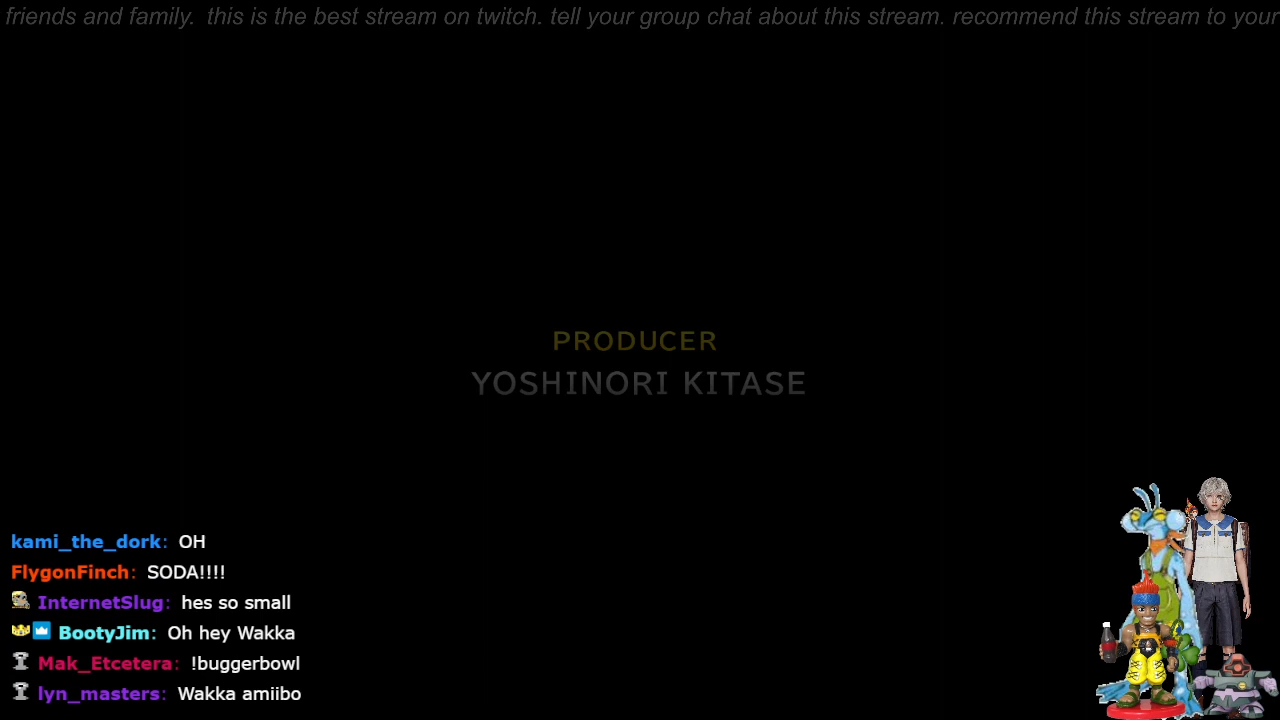 friends and family. this is the best stream on twitch. tell your group chat about this stream. recommend this stream to your
PRODUCER
YOSHINORI KITASE
kami_the_dork: OH
FlygonFinch: SODA!!!!
InternetSlug: hes so small
BootyJim: Oh hey Wakka
Mak_Etcetera: !buggerbowl
lyn_masters: Wakka amiibo